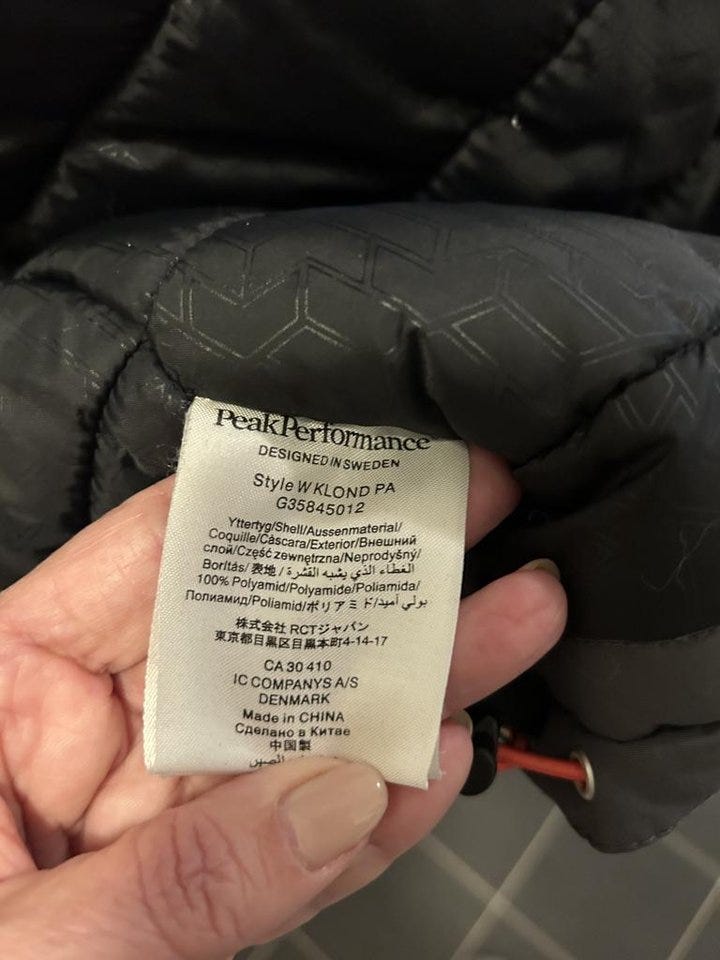 PeakPerformance
DESIGNED IN SWEDEN
Style W KLOND PA
G35845012
Yttertyg/Shell/Aussenmaterial/
Coquille/Cáscara/Exterior/Внешний
слой/Część zewnętrzna/Neprodyšný/
Borítás/表地/الغطاء الذي يشبه القشرة/
100% Polyamid/Polyamide/Poliamida/
Полиамид/Poliamid/ポリアミド/بولي أميد
株式会社 RCTジャパン
東京都目黒区目黒本町4-14-17
CA 30 410
IC COMPANYS A/S
DENMARK
Made in CHINA
Сделано в Китае
中国製
الصين